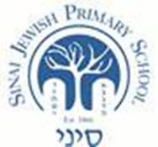 SINAI JEWISH PRIMARY SCHOOL
Est 1981
סיני